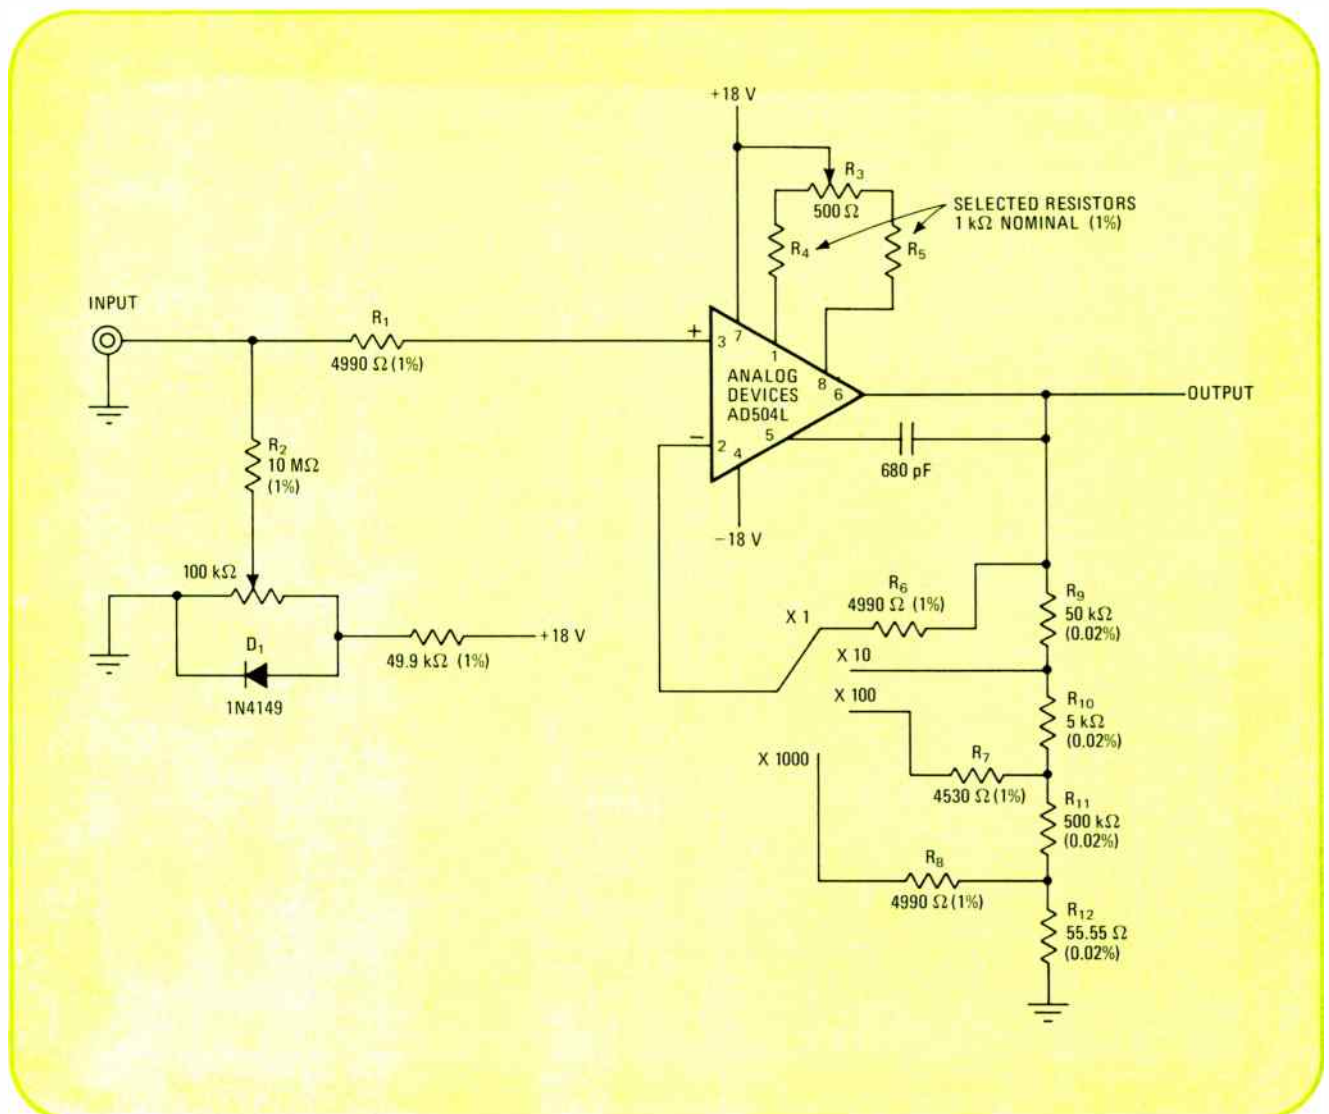 +18 V
R3
500 Ω
SELECTED RESISTORS
1 kΩ NOMINAL (1%)
R4
R5
INPUT
R1
4990 Ω (1%)
+
3
7
1
8
6
ANALOG
DEVICES
AD504L
OUTPUT
−
2
4
5
680 pF
−18 V
R2
10 MΩ
(1%)
100 kΩ
D1
1N4149
49.9 kΩ (1%)
+18 V
R6
4990 Ω (1%)
X 1
X 10
X 100
X 1000
R7
4530 Ω (1%)
R8
4990 Ω (1%)
R9
50 kΩ
(0.02%)
R10
5 kΩ
(0.02%)
R11
500 kΩ
(0.02%)
R12
55.55 Ω
(0.02%)